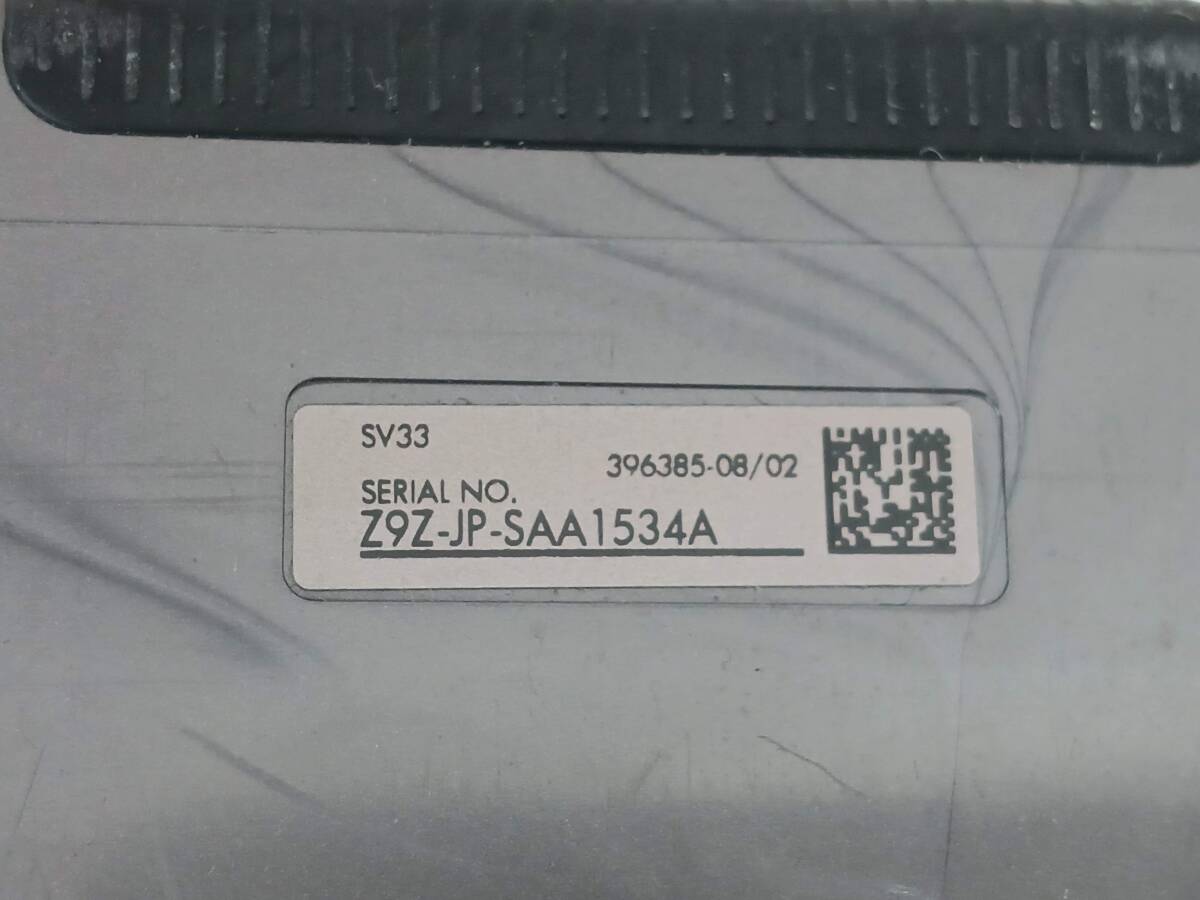 SV33
396385-08/02
SERIAL NO.
Z9Z-JP-SAA1534A